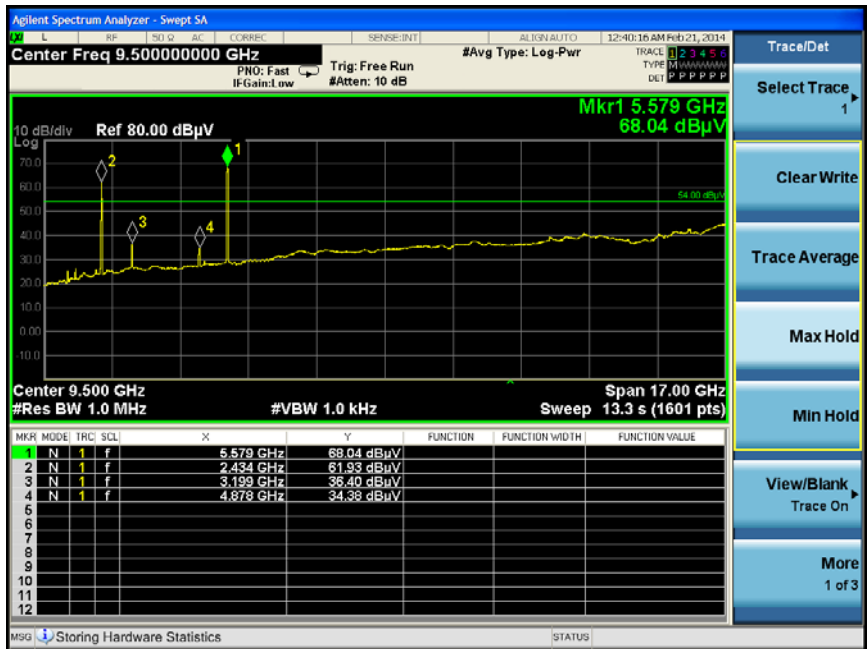 Agilent Spectrum Analyzer - Swept SA
L RF 50 Ω AC CORREC SENSE:INT ALIGN AUTO 12:40:16 AM Feb 21, 2014
Center Freq 9.500000000 GHz
PNO: Fast
IFGain:Low
Trig: Free Run
#Atten: 10 dB
#Avg Type: Log-Pwr
TRACE 1 2 3 4 5 6
TYPE M
DET P P P P P P
Mkr1 5.579 GHz
68.04 dBµV
10 dB/div Ref 80.00 dBµV
Log
70.0
60.0
50.0
40.0
30.0
20.0
10.0
0.00
-10.0
1
2
3
4
54.00 dBµV
Center 9.500 GHz Span 17.00 GHz
#Res BW 1.0 MHz #VBW 1.0 kHz Sweep 13.3 s (1601 pts)
MKR MODE TRC SCL X Y FUNCTION FUNCTION WIDTH FUNCTION VALUE
1 N 1 f 5.579 GHz 68.04 dBµV
2 N 1 f 2.434 GHz 61.93 dBµV
3 N 1 f 3.199 GHz 36.40 dBµV
4 N 1 f 4.878 GHz 34.38 dBµV
5
6
7
8
9
10
11
12
MSG Storing Hardware Statistics STATUS
Trace/Det
Select Trace
1
Clear Write
Trace Average
Max Hold
Min Hold
View/Blank
Trace On
More
1 of 3